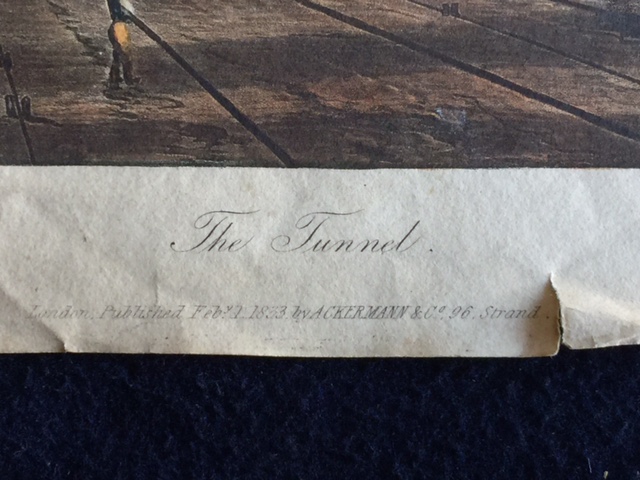 The Tunnel.
London, Published Feby. 1. 1833 by ACKERMANN & Co. 96, Strand.